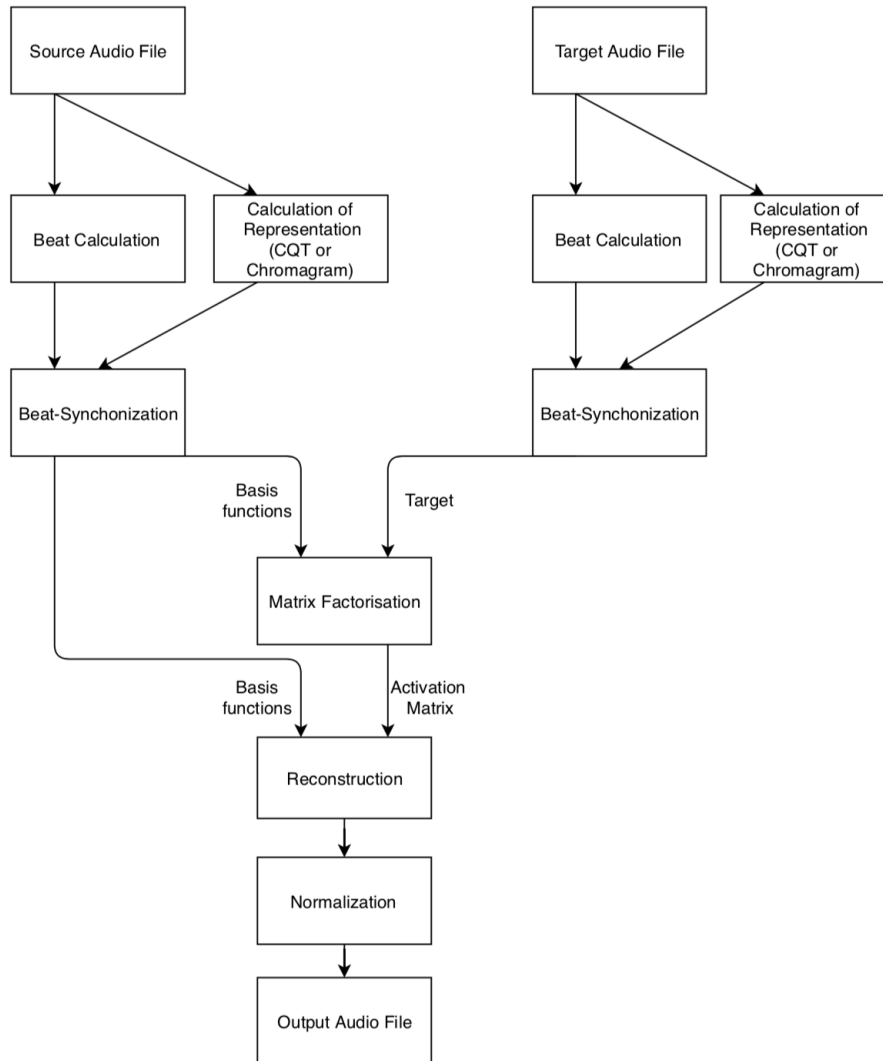 Source Audio File
Target Audio File
Beat Calculation
Calculation of
Representation
(CQT or
Chromagram)
Beat Calculation
Calculation of
Representation
(CQT or
Chromagram)
Beat-Synchonization
Beat-Synchonization
Basis
functions
Target
Matrix Factorisation
Basis
functions
Activation
Matrix
Reconstruction
Normalization
Output Audio File